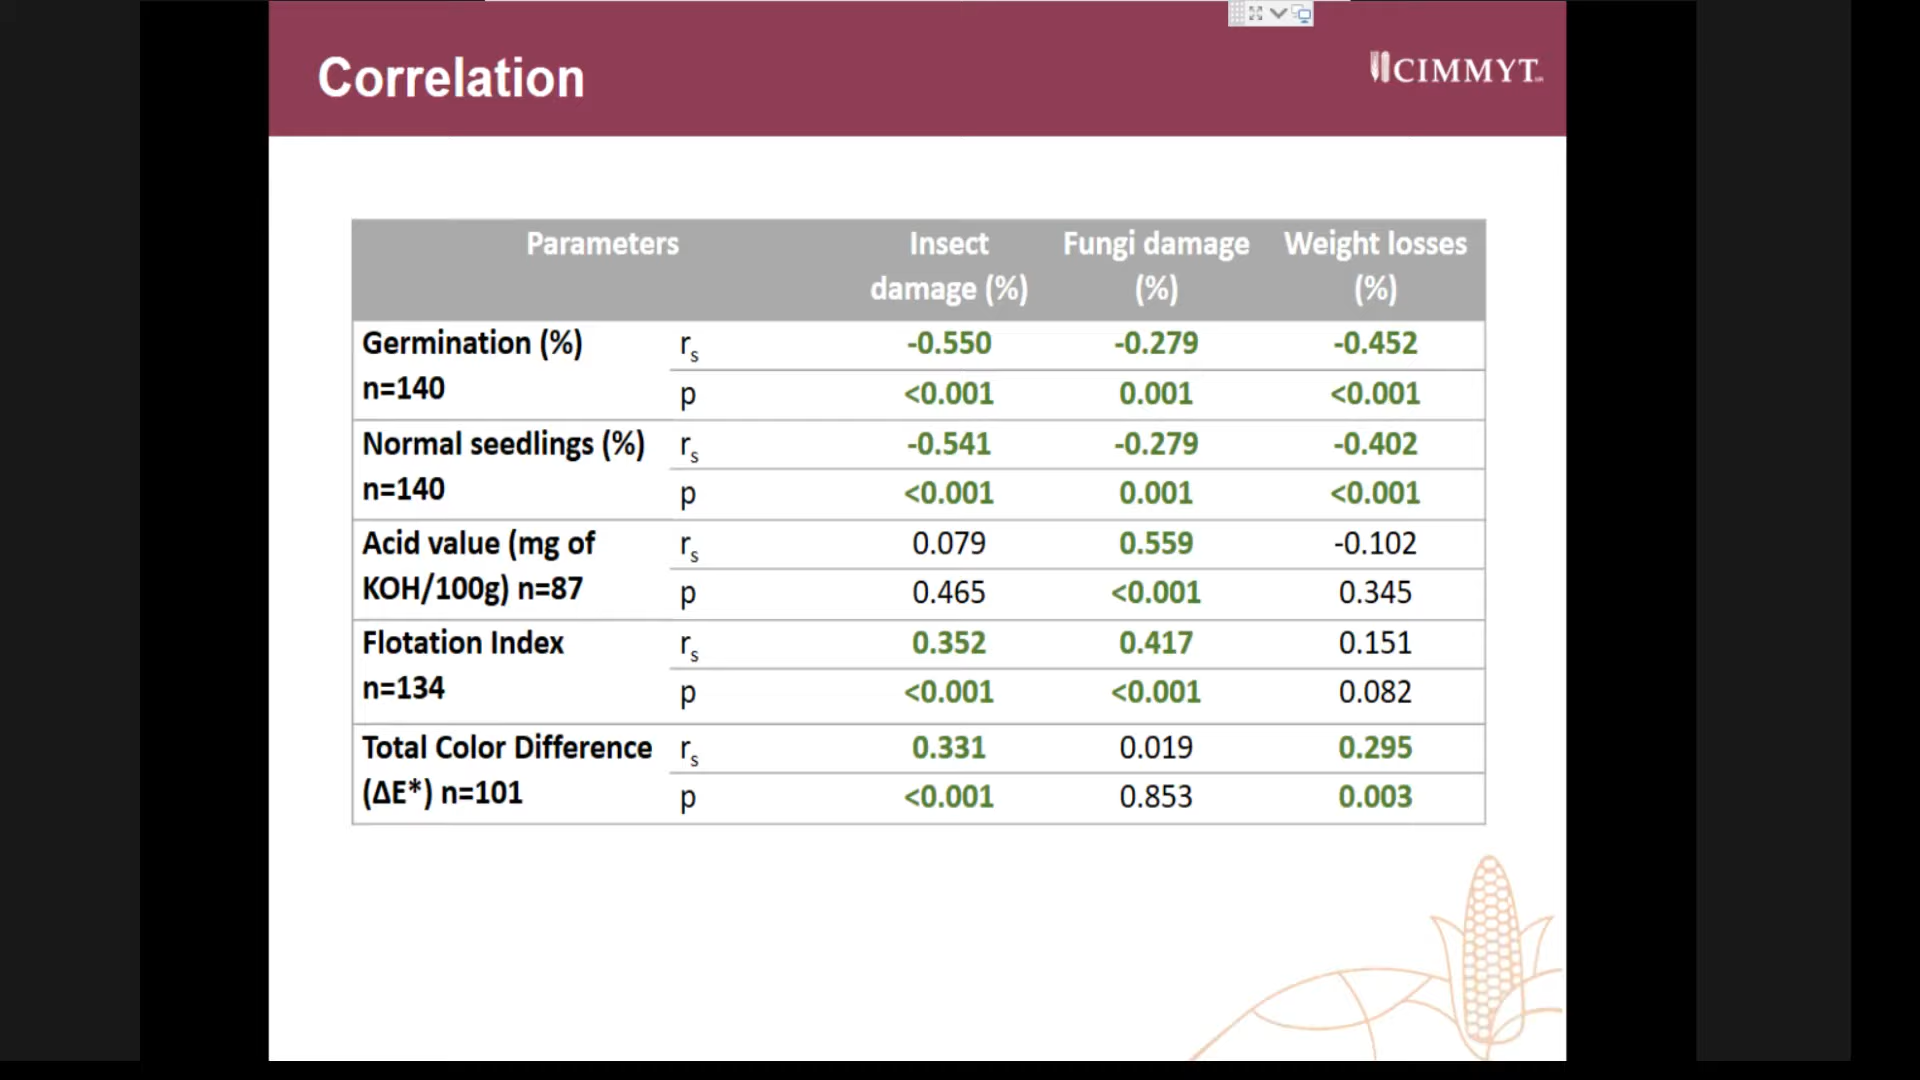 Correlation
CIMMYT
Parameters Insect damage (%) Fungi damage (%) Weight losses (%)
Germination (%) n=140 rs -0.550 -0.279 -0.452
p <0.001 0.001 <0.001
Normal seedlings (%) n=140 rs -0.541 -0.279 -0.402
p <0.001 0.001 <0.001
Acid value (mg of KOH/100g) n=87 rs 0.079 0.559 -0.102
p 0.465 <0.001 0.345
Flotation Index n=134 rs 0.352 0.417 0.151
p <0.001 <0.001 0.082
Total Color Difference (ΔE*) n=101 rs 0.331 0.019 0.295
p <0.001 0.853 0.003